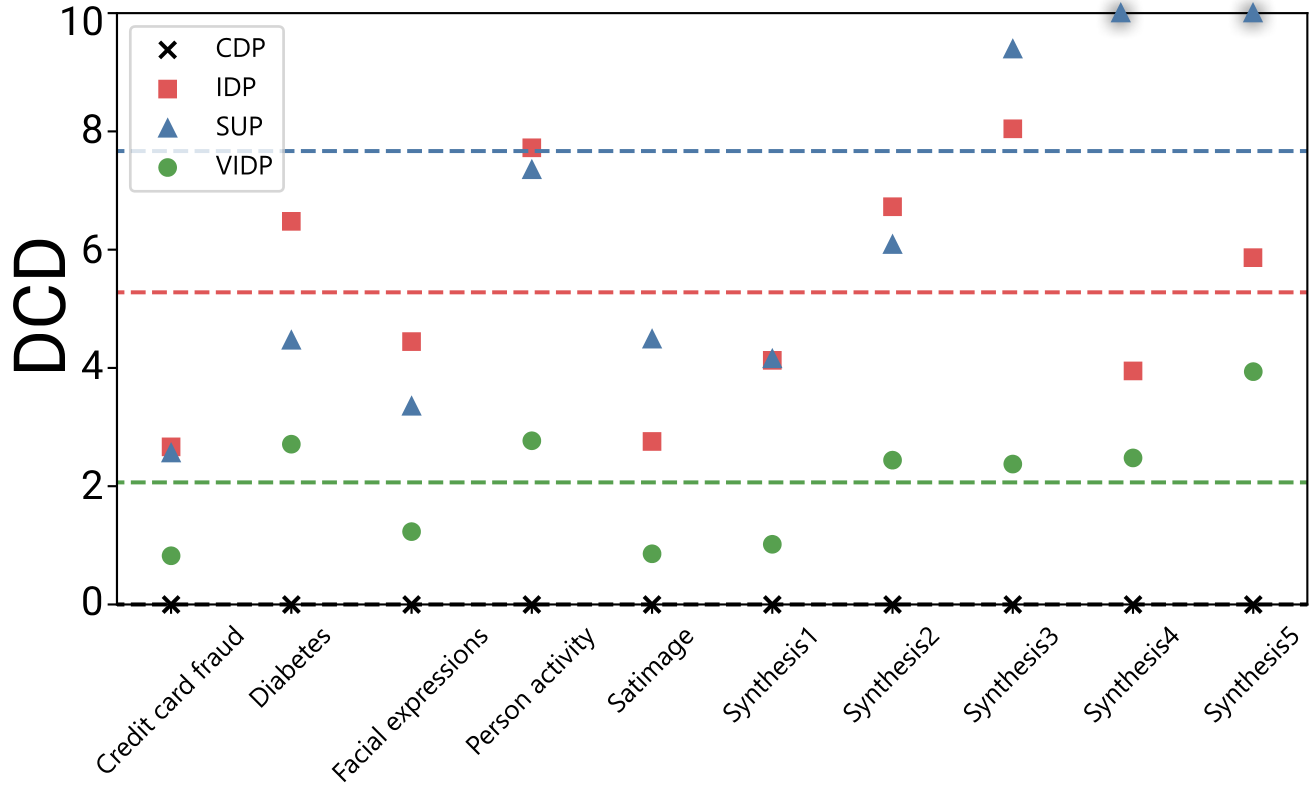 10
8
6
4
2
0
DCD
CDP
IDP
SUP
VIDP
Credit card fraud
Diabetes
Facial expressions
Person activity
Satimage
Synthesis1
Synthesis2
Synthesis3
Synthesis4
Synthesis5